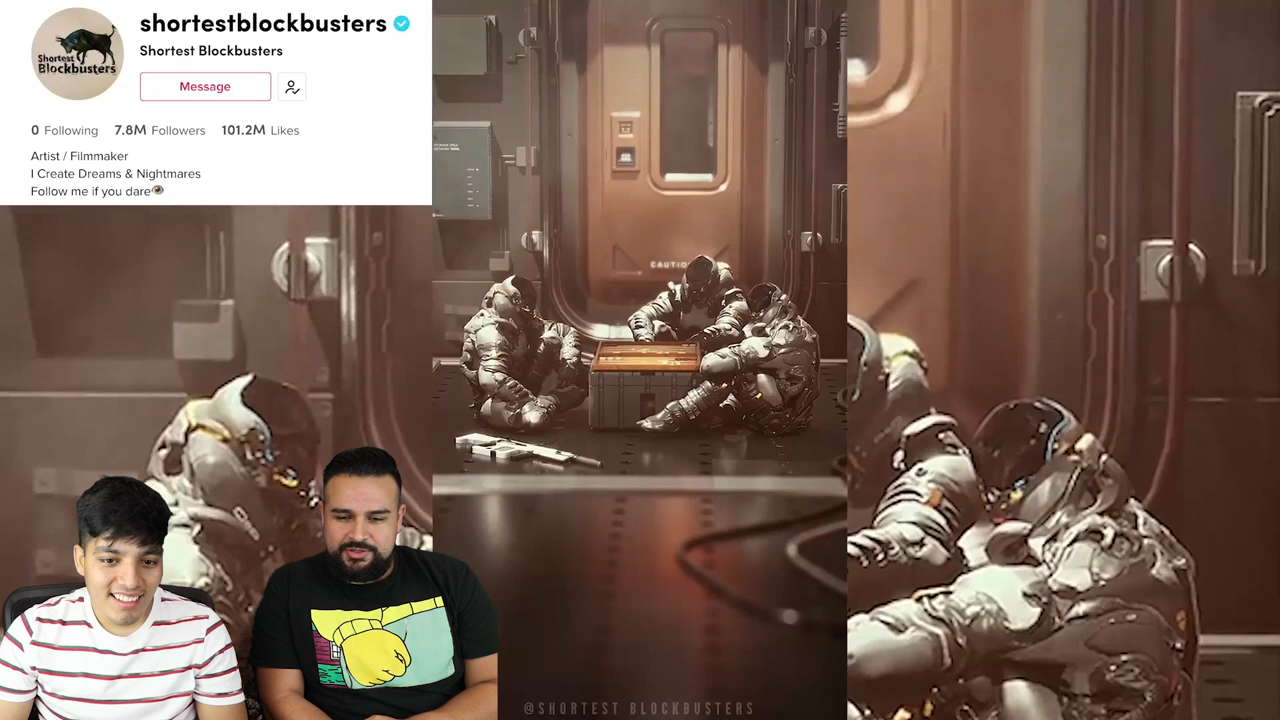 shortestblockbusters
Shortest Blockbusters
Message
0 Following 7.8M Followers 101.2M Likes
Artist / Filmmaker
I Create Dreams & Nightmares
Follow me if you dare👁
Shortest
Blockbusters
CAUTIO
@SHORTEST BLOCKBUSTERS